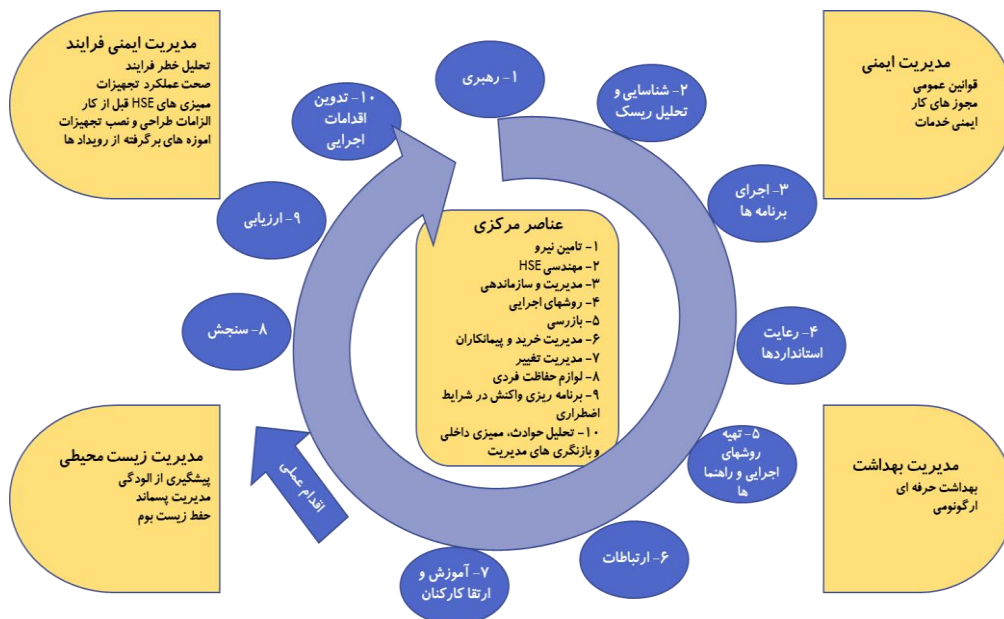 مدیریت ایمنی فرایند
تحلیل خطر فرایند
صحت عملکرد تجهیزات
ممیزی های HSE قبل از کار
الزامات طراحی و نصب تجهیزات
اموزه های برگرفته از رویداد ها
مدیریت ایمنی
قوانین عمومی
مجوز های کار
ایمنی خدمات
۱- رهبری
۲- شناسایی و
تحلیل ریسک
۳- اجرای
برنامه ها
۴- رعایت
استانداردها
۵- تهیه
روشهای
اجرایی و راهنما
ها
۶- ارتباطات
۷- آموزش و
ارتقا کارکنان
اقدام عملی
۸- سنجش
۹- ارزیابی
۱۰- تدوین
اقدامات
اجرایی
عناصر مرکزی
۱- تامین نیرو
۲- مهندسی HSE
۳- مدیریت و سازماندهی
۴- روشهای اجرایی
۵- بازرسی
۶- مدیریت خرید و پیمانکاران
۷- مدیریت تغییر
۸- لوازم حفاظت فردی
۹- برنامه ریزی واکنش در شرایط
اضطراری
۱۰- تحلیل حوادث، ممیزی داخلی
و بازنگری های مدیریت
مدیریت زیست محیطی
پیشگیری از الودگی
مدیریت پسماند
حفظ زیست بوم
مدیریت بهداشت
بهداشت حرفه ای
ارگونومی